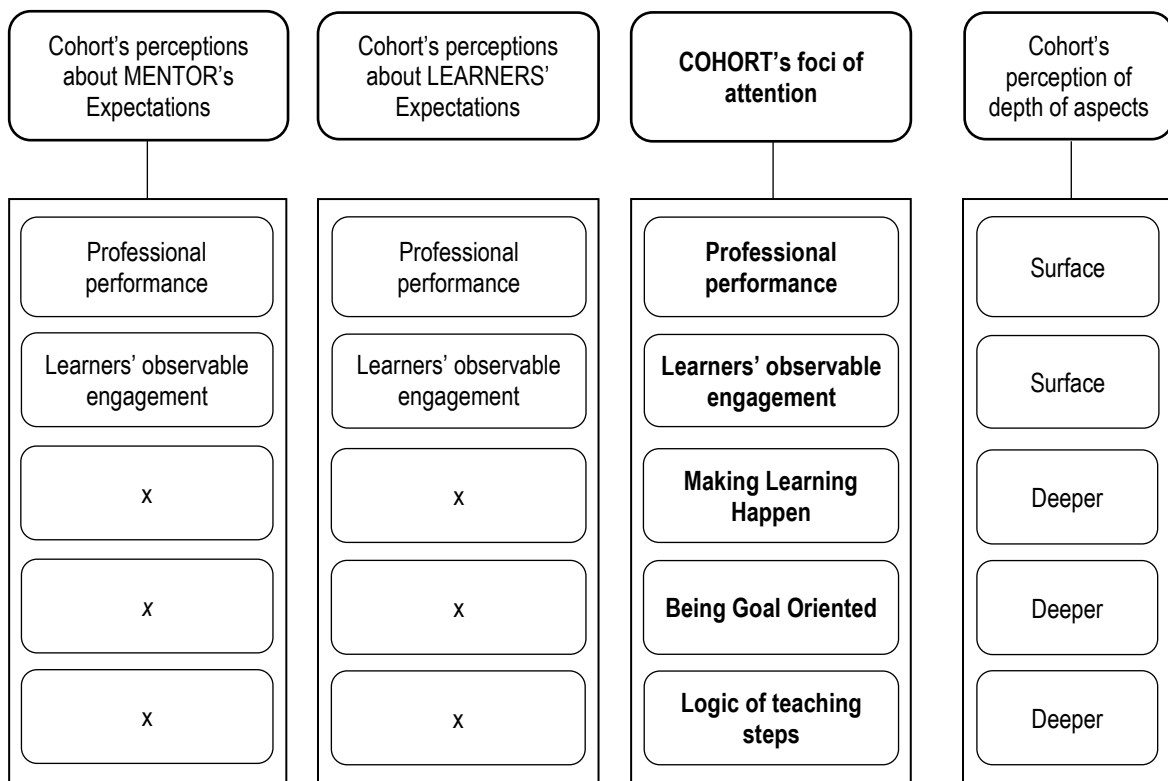 Cohort's perceptions
about MENTOR's
Expectations
Cohort's perceptions
about LEARNERS'
Expectations
COHORT's foci of
attention
Cohort's
perception of
depth of aspects
Professional
performance
Professional
performance
Professional
performance
Surface
Learners' observable
engagement
Learners' observable
engagement
Learners' observable
engagement
Surface
x
x
Making Learning
Happen
Deeper
x
x
Being Goal Oriented
Deeper
x
x
Logic of teaching
steps
Deeper